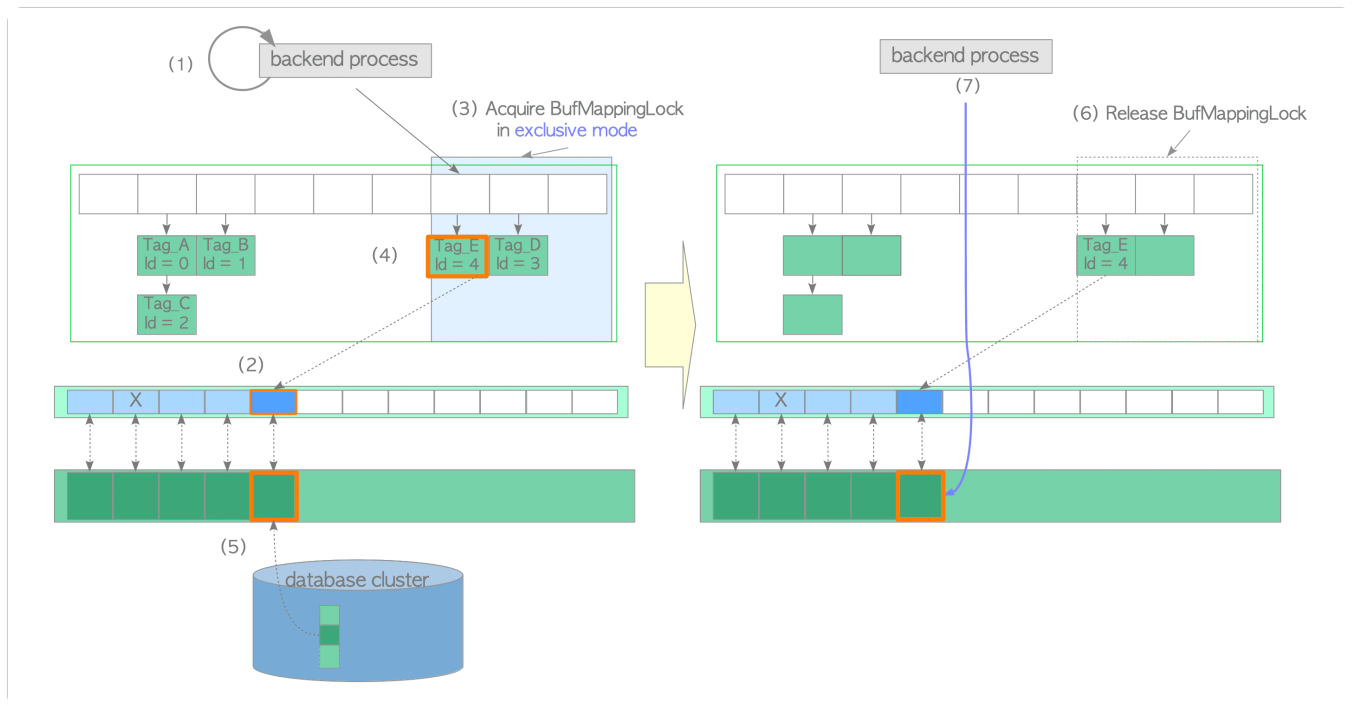 (1)
backend process
(3) Acquire BufMappingLock
in exclusive mode
Tag_A
Id = 0
Tag_B
Id = 1
(4)
Tag_E
Id = 4
Tag_D
Id = 3
Tag_C
Id = 2
(2)
X
(5)
database cluster
backend process
(7)
(6) Release BufMappingLock
Tag_E
Id = 4
X